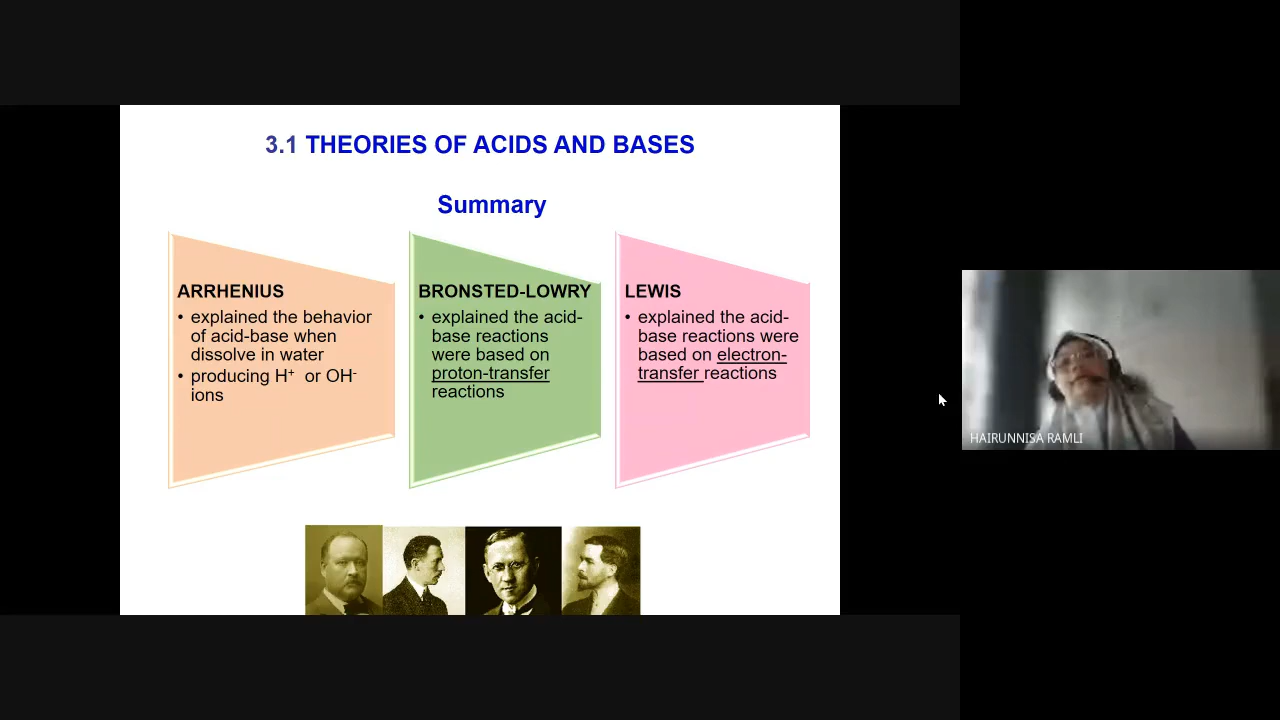 3.1 THEORIES OF ACIDS AND BASES
Summary
ARRHENIUS
• explained the behavior
of acid-base when
dissolve in water
• producing H⁺ or OH⁻
ions
BRONSTED-LOWRY
• explained the acid-
base reactions
were based on
proton-transfer
reactions
LEWIS
• explained the acid-
base reactions were
based on electron-
transfer reactions
HAIRUNNISA RAMLI